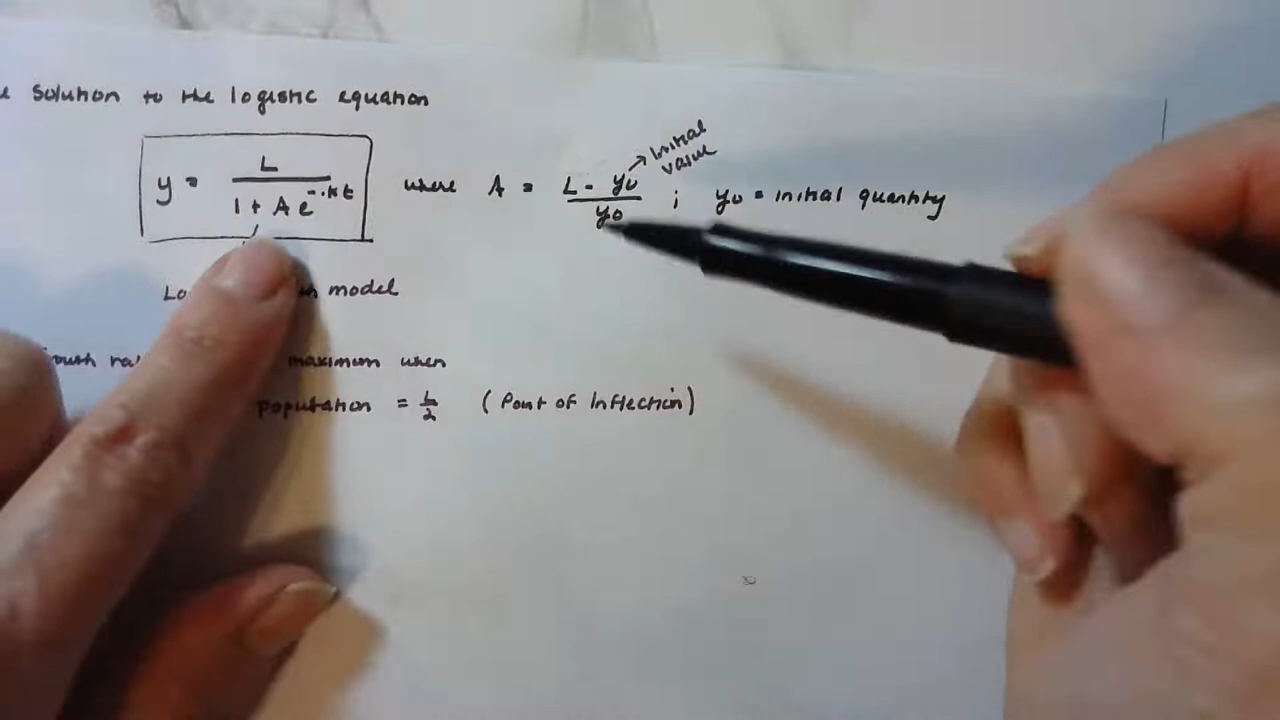 solution to the logistic equation
y = L / 1 + A e^-kt where A = L - y0 / y0 ; y0 = initial quantity
→ initial value
model
maximum when
population = L/2 (Point of Inflection)